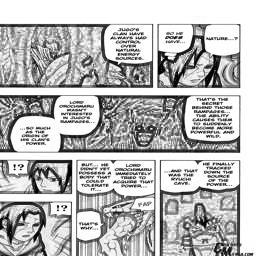 NATURE...?
SO HE
DOES
HAVE...
JUGO'S
CLAN HAVE
ALWAYS HAD
CONTROL
OVER
NATURAL
ENERGY
SOURCES.
THAT'S THE
SECRET
BEHIND THOSE
RAMPAGES.
THE ABILITY
CAUSES
THEM TO
SUDDENLY
BECOME MORE
POWERFUL AND
WILD.
LORD
OROCHIMARU
WAS
INTERESTED IN
JUGO'S
RAMPAGES...
...SO MUCH
AS THE
ORIGIN OF
HIS CLAN'S
POWER.
HE FINALLY
TRACKED
DOWN THE
SOURCE
OF THE
POWER...
...AND THAT
WAS THE
RYUICHI
CAVE.
LORD
OROCHIMARU
IMMEDIATELY
TRIED TO
ACQUIRE THAT
POWER...
BUT... HE
DIDN'T YET
POSSESS A
BODY THAT
COULD
TOLERATE
IT...
THAT'S
WHY...
!?
!?